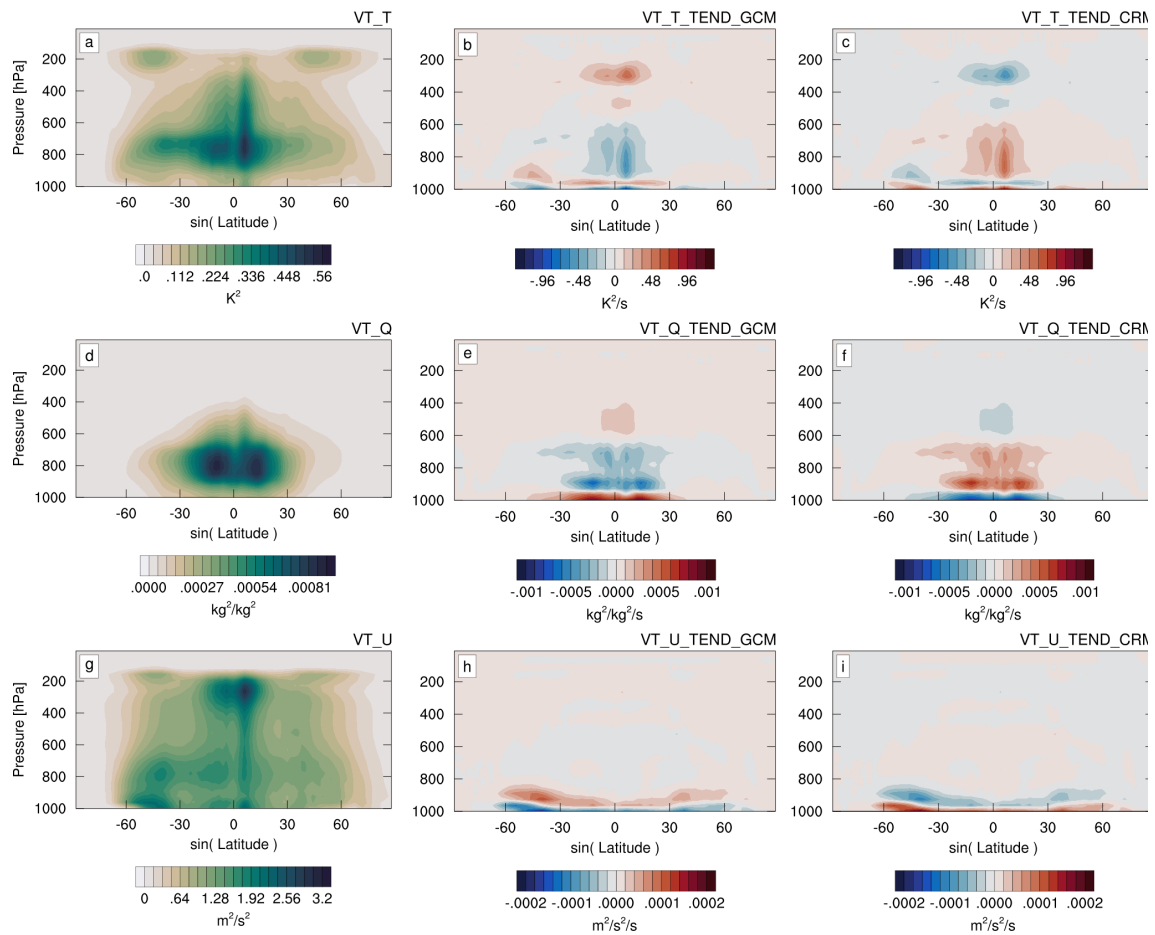 VT_T
a
200
400
600
800
1000
Pressure [hPa]
-60 -30 0 30 60
sin( Latitude )
.0 .112 .224 .336 .448 .56
K²
VT_T_TEND_GCM
b
200
400
600
800
1000
-60 -30 0 30 60
sin( Latitude )
-.96 -.48 0 .48 .96
K²/s
VT_T_TEND_CRM
c
200
400
600
800
1000
-60 -30 0 30 60
sin( Latitude )
-.96 -.48 0 .48 .96
K²/s
VT_Q
d
200
400
600
800
1000
Pressure [hPa]
-60 -30 0 30 60
sin( Latitude )
.0000 .00027 .00054 .00081
kg²/kg²
VT_Q_TEND_GCM
e
200
400
600
800
1000
-60 -30 0 30 60
sin( Latitude )
-.001 -.0005 .0000 .0005 .001
kg²/kg²/s
VT_Q_TEND_CRM
f
200
400
600
800
1000
-60 -30 0 30 60
sin( Latitude )
-.001 -.0005 .0000 .0005 .001
kg²/kg²/s
VT_U
g
200
400
600
800
1000
Pressure [hPa]
-60 -30 0 30 60
sin( Latitude )
0 .64 1.28 1.92 2.56 3.2
m²/s²
VT_U_TEND_GCM
h
200
400
600
800
1000
-60 -30 0 30 60
sin( Latitude )
-.0002 -.0001 .0000 .0001 .0002
m²/s²/s
VT_U_TEND_CRM
i
200
400
600
800
1000
-60 -30 0 30 60
sin( Latitude )
-.0002 -.0001 .0000 .0001 .0002
m²/s²/s